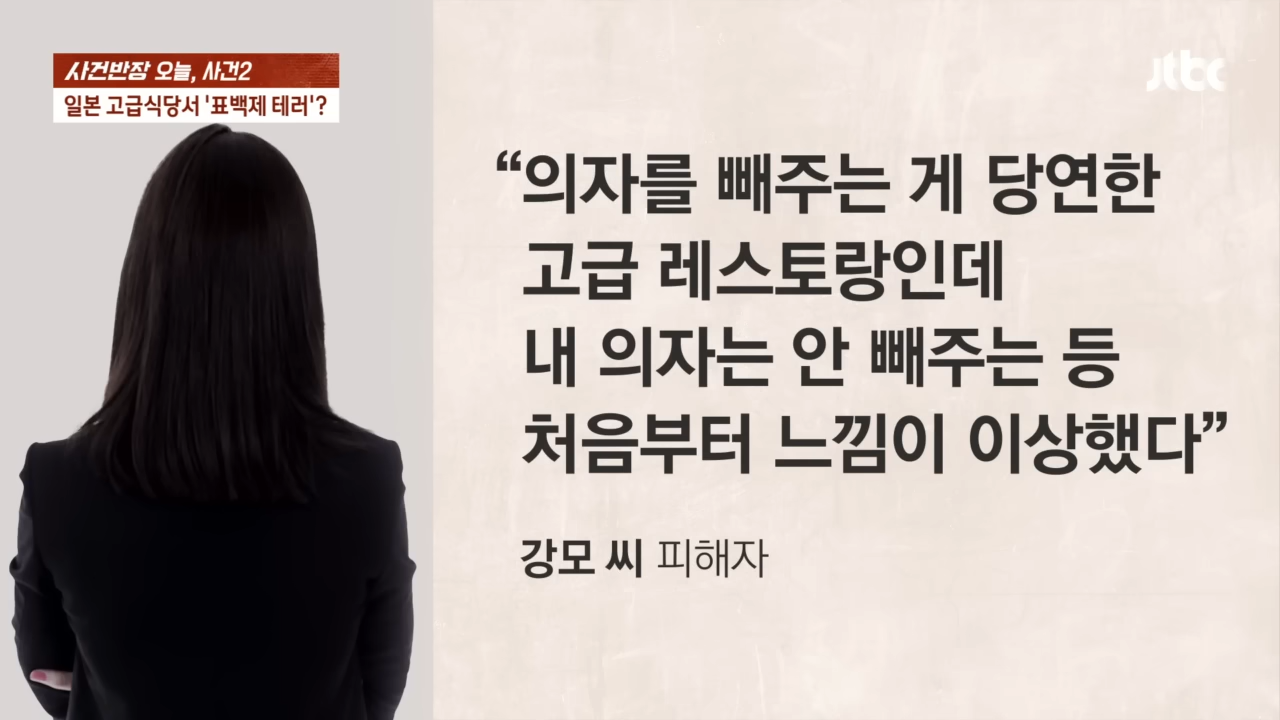 사건반장 오늘, 사건2
일본 고급식당서 '표백제 테러'?
jtbc
“의자를 빼주는 게 당연한
고급 레스토랑인데
내 의자는 안 빼주는 등
처음부터 느낌이 이상했다”
강모 씨 피해자